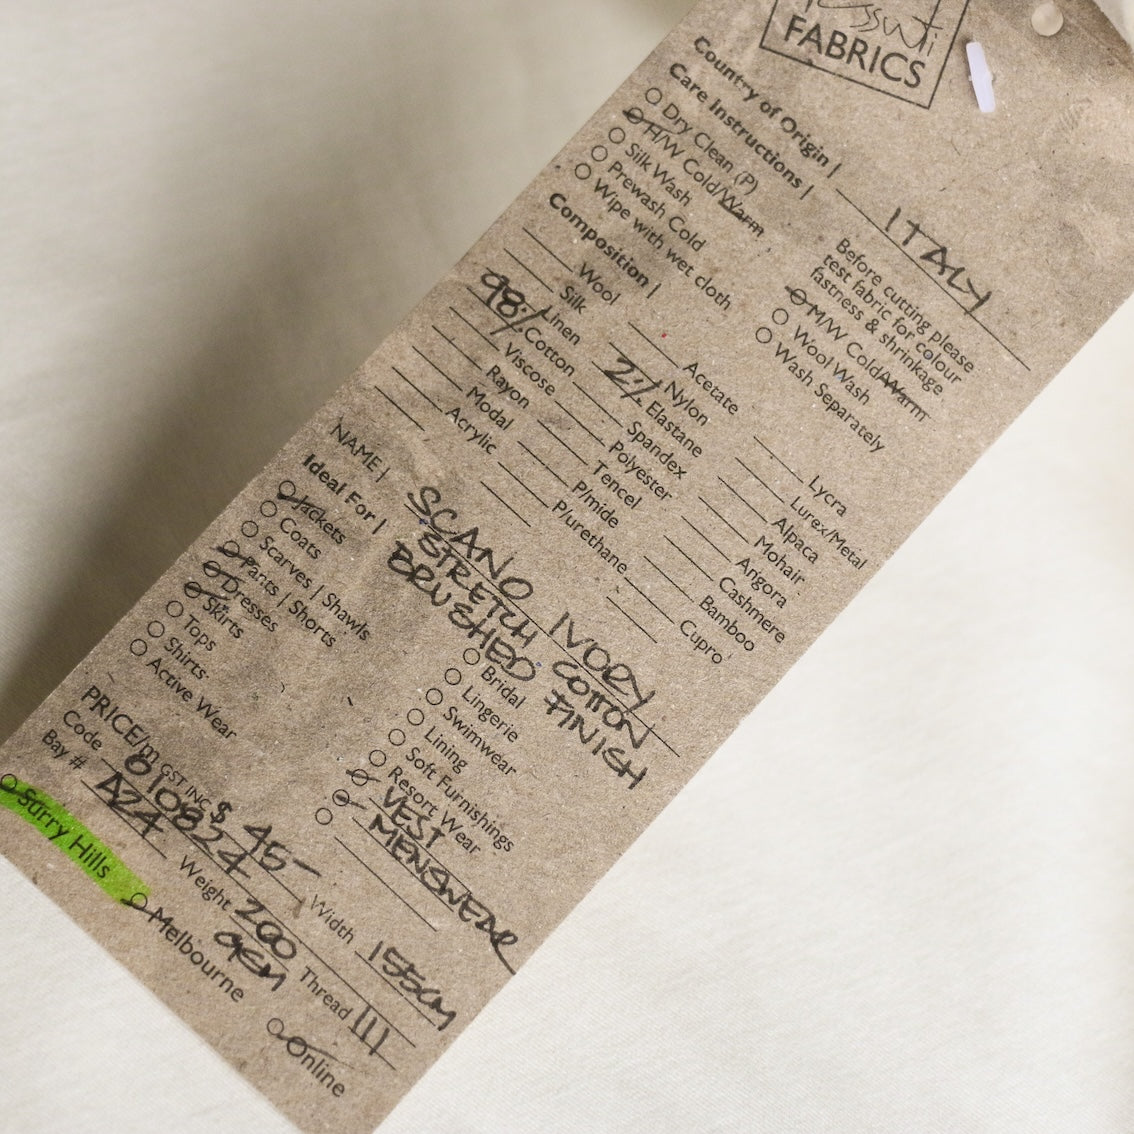 Tessuti
FABRICS
Country of Origin | ITALY
Care Instructions |
Dry Clean (P)
H/W Cold/Warm
Silk Wash
Prewash Cold
Wipe with wet cloth
Before cutting please
test fabric for colour
fastness & shrinkage
M/W Cold/Warm
Wool Wash
Wash Separately
Composition |
Wool
Silk
Linen
98% Cotton
Viscose
Rayon
Modal
Acrylic
Acetate
Nylon
2% Elastane
Spandex
Polyester
Tencel
P/mide
P/urethane
Lycra
Lurex/Metal
Alpaca
Mohair
Angora
Cashmere
Bamboo
Cupro
NAME | SCANO IVORY
STRETCH COTTON
BRUSHED FINISH
Ideal For |
Jackets
Coats
Scarves | Shawls
Pants | Shorts
Dresses
Skirts
Tops
Shirts
Active Wear
Bridal
Lingerie
Swimwear
Lining
Soft Furnishings
Resort Wear
VEST
MENSWEAR
PRICE/m GST INC $ 45-
Code 010824
Width 155CM
Bay # A24
Weight 200
GSM
Thread 111
Surry Hills
Melbourne
Online